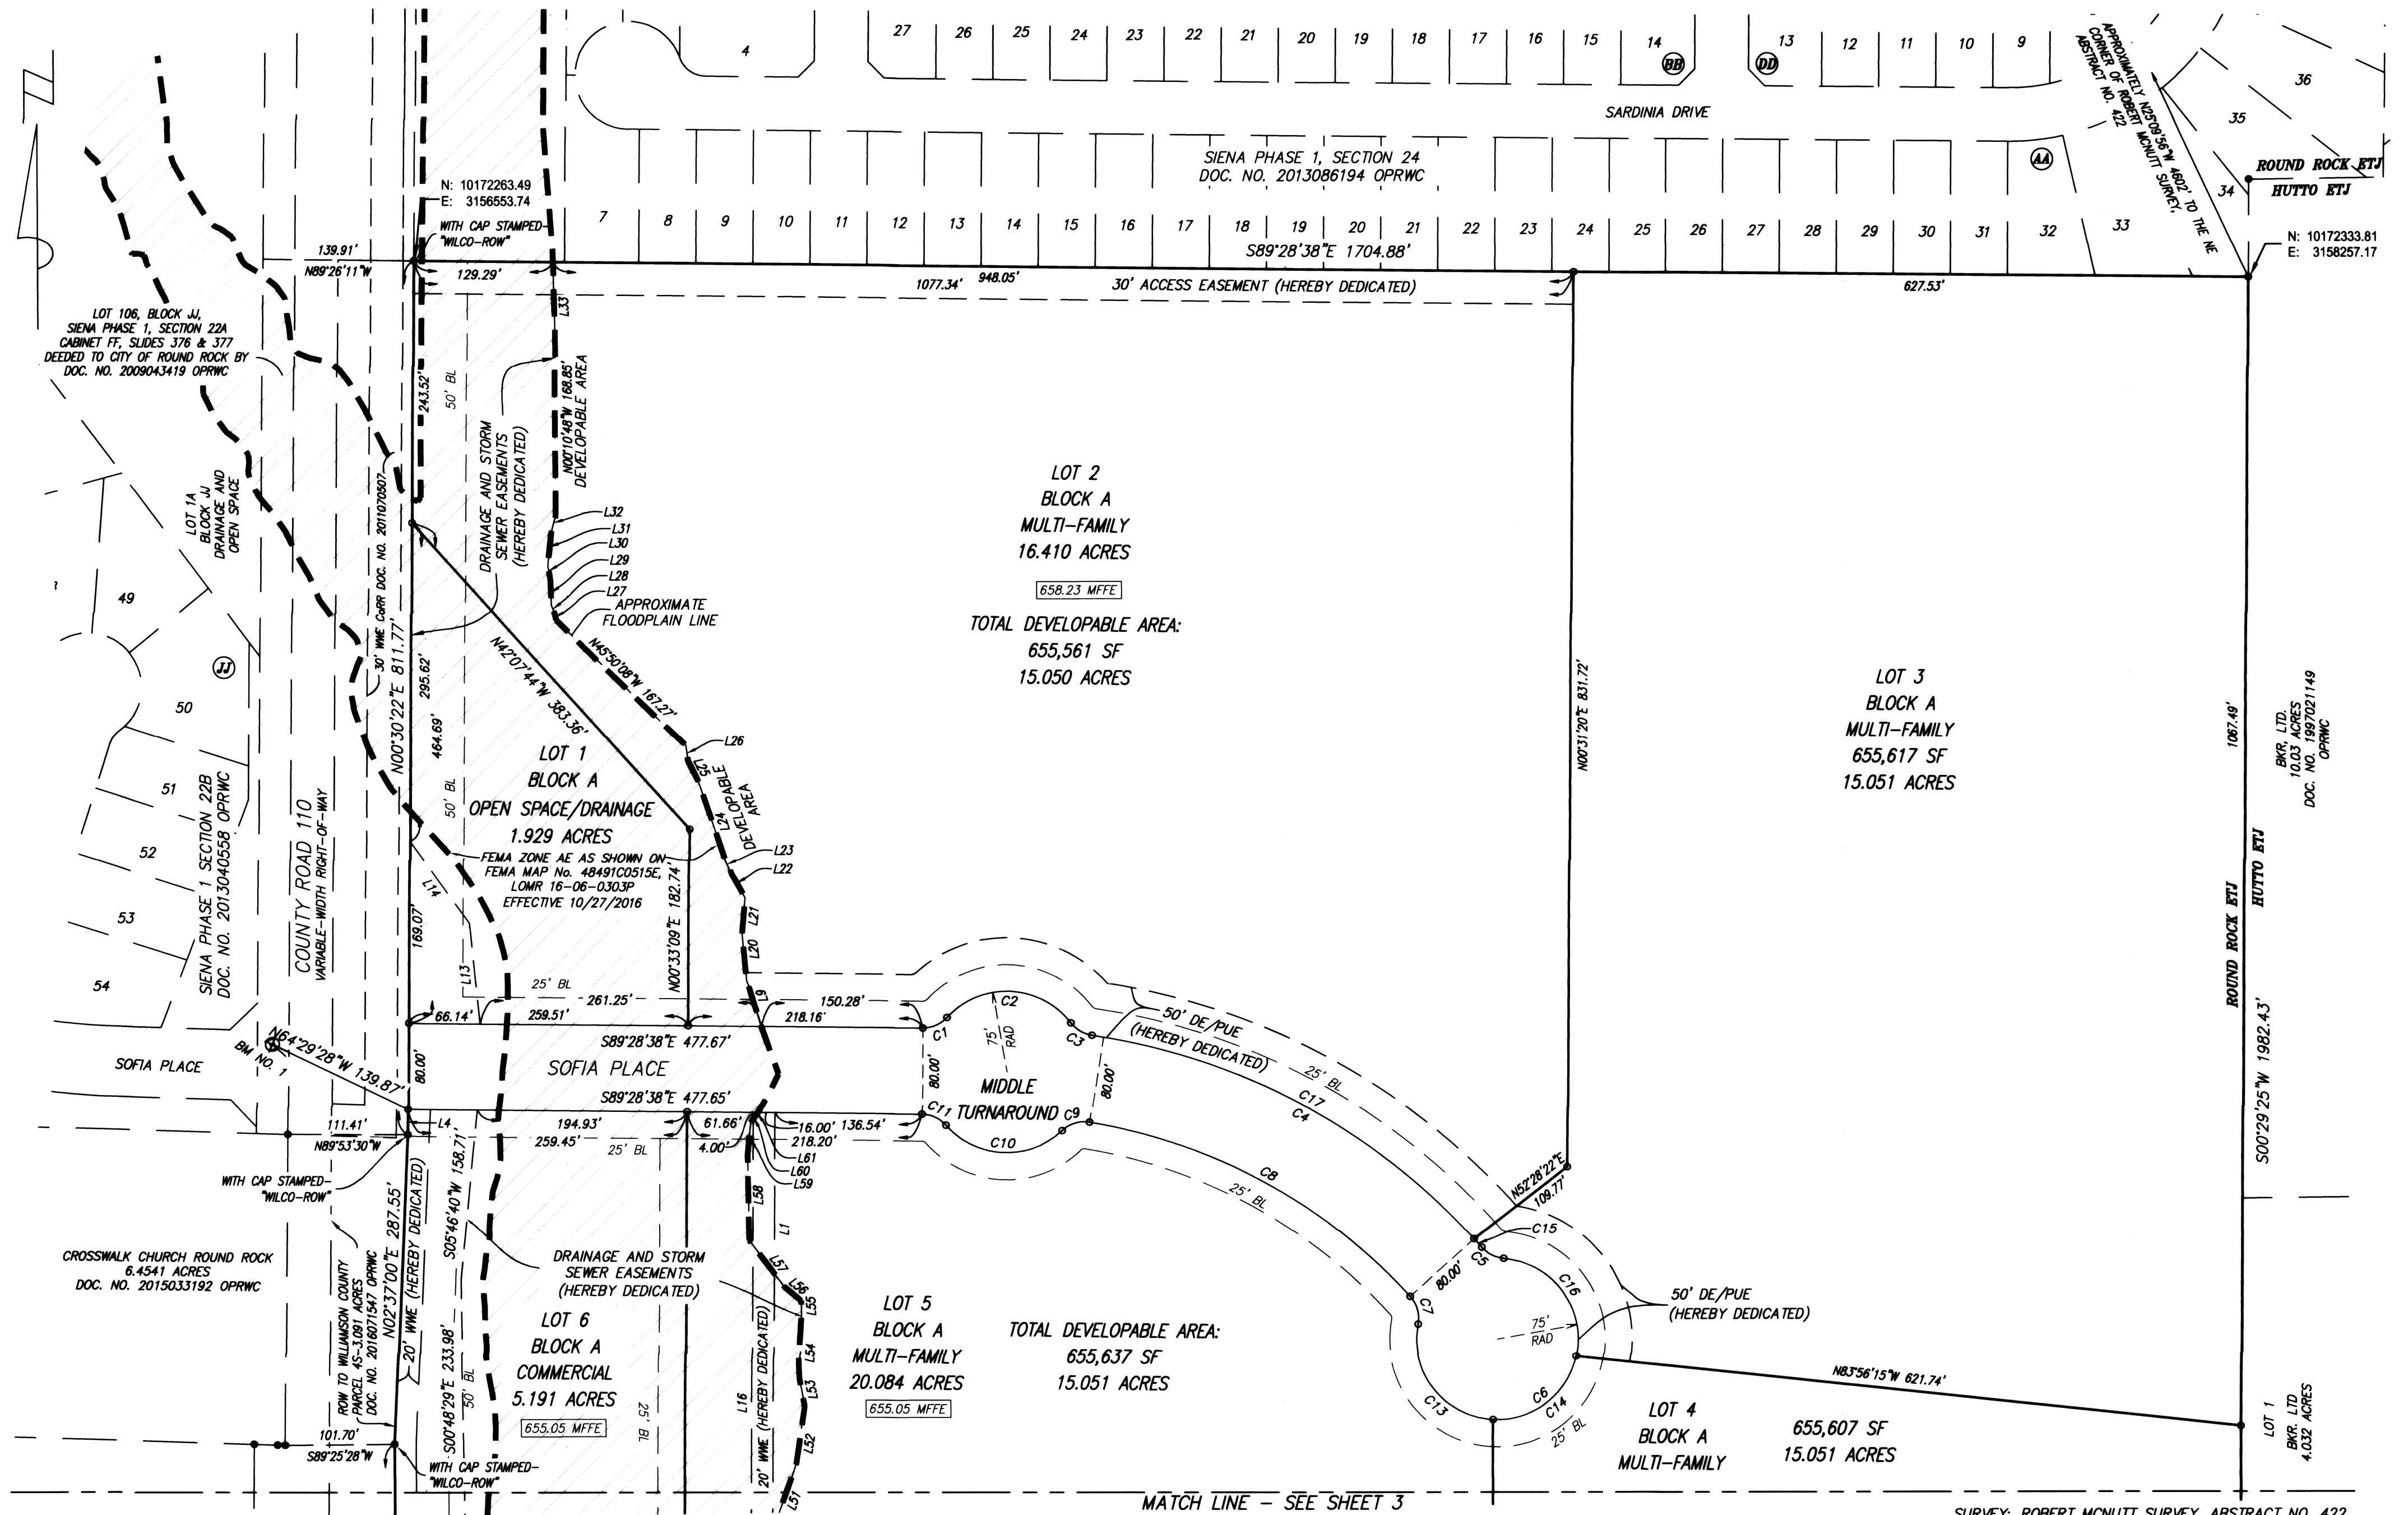 4
27
26
25
24
23
22
21
20
19
18
17
16
15
14
BB
DD
13
12
11
10
9
36
35
34
APPROXIMATELY N25°09'56"W 4602' TO THE NE
CORNER OF ROBERT MCNUTT SURVEY,
ABSTRACT NO. 422
SARDINIA DRIVE
SIENA PHASE 1, SECTION 24
DOC. NO. 2013086194 OPRWC
AA
ROUND ROCK ETJ
HUTTO ETJ
N: 10172263.49
E: 3156553.74
WITH CAP STAMPED-
"WILCO-ROW"
7
8
9
10
11
12
13
14
15
16
17
18
19
20
21
22
23
24
25
26
27
28
29
30
31
32
33
N: 10172333.81
E: 3158257.17
139.91'
N89°26'11"W
129.29'
S89°28'38"E 1704.88'
1077.34'
948.05'
30' ACCESS EASEMENT (HEREBY DEDICATED)
627.53'
LOT 106, BLOCK JJ,
SIENA PHASE 1, SECTION 22A
CABINET FF, SLIDES 376 & 377
DEEDED TO CITY OF ROUND ROCK BY
DOC. NO. 2009043419 OPRWC
L33
243.52'
50' BL
N00°10'48"W 168.85'
DEVELOPABLE AREA
DRAINAGE AND STORM
SEWER EASEMENTS
(HEREBY DEDICATED)
LOT 1A
BLOCK JJ
DRAINAGE AND
OPEN SPACE
30' WWE CoRR DOC. NO. 2011070507
L32
L31
L30
L29
L28
L27
APPROXIMATE
FLOODPLAIN LINE
LOT 2
BLOCK A
MULTI-FAMILY
16.410 ACRES
658.23 MFFE
TOTAL DEVELOPABLE AREA:
655,561 SF
15.050 ACRES
49
JJ
50
51
52
53
54
N00°30'22"E 811.77'
295.62'
464.69'
50' BL
N42°07'44"W 383.36'
N45°50'08"W 167.27'
L26
L25
L24
DEVELOPABLE
AREA
L23
L22
L21
L20
LOT 1
BLOCK A
OPEN SPACE/DRAINAGE
1.929 ACRES
FEMA ZONE AE AS SHOWN ON
FEMA MAP No. 48491C0515E,
LOMR 16-06-0303P
EFFECTIVE 10/27/2016
N00°31'20"E 831.72'
LOT 3
BLOCK A
MULTI-FAMILY
655,617 SF
15.051 ACRES
1067.49'
BKR, LTD.
10.03 ACRES
DOC. NO. 1997021149
OPRWC
ROUND ROCK ETJ
HUTTO ETJ
S00°29'25"W 1982.43'
SIENA PHASE 1 SECTION 22B
DOC. NO. 2013040558 OPRWC
COUNTY ROAD 110
VARIABLE-WIDTH RIGHT-OF-WAY
L14
L13
169.07'
N00°33'09"E 182.74'
25' BL
261.25'
L9
150.28'
66.14'
259.51'
218.16'
S89°28'38"E 477.67'
C1
C2
75'
RAD
C3
50' DE/PUE
(HEREBY DEDICATED)
25' BL
N64°29'28"W 139.87'
BM NO. 1
SOFIA PLACE
80.00'
SOFIA PLACE
80.00'
MIDDLE
TURNAROUND
80.00'
C17
C4
S89°28'38"E 477.65'
C11
C9
C10
111.41'
N89°53'30"W
L4
194.93'
259.45'
25' BL
61.66'
4.00'
16.00'
136.54'
218.20'
L61
L60
L59
L58
L1
C8
25' BL
N52°28'22"E
109.77'
C15
C5
C16
80.00'
C7
75'
RAD
50' DE/PUE
(HEREBY DEDICATED)
WITH CAP STAMPED-
"WILCO-ROW"
CROSSWALK CHURCH ROUND ROCK
6.4541 ACRES
DOC. NO. 2015033192 OPRWC
ROW TO WILLIAMSON COUNTY
PARCEL 4S-3.091 ACRES
DOC. NO. 2016071547 OPRWC
N02°37'00"E 287.55'
20' WWE (HEREBY DEDICATED)
S05°46'40"W 158.71'
S00°48'29"E 233.98'
50' BL
DRAINAGE AND STORM
SEWER EASEMENTS
(HEREBY DEDICATED)
L57
L56
L55
L54
L53
L52
L51
LOT 6
BLOCK A
COMMERCIAL
5.191 ACRES
655.05 MFFE
25' BL
L16
20' WWE (HEREBY DEDICATED)
LOT 5
BLOCK A
MULTI-FAMILY
20.084 ACRES
655.05 MFFE
TOTAL DEVELOPABLE AREA:
655,637 SF
15.051 ACRES
C13
C6
C14
25' BL
N83°56'15"W 621.74'
LOT 4
BLOCK A
MULTI-FAMILY
655,607 SF
15.051 ACRES
LOT 1
BKR, LTD
4.032 ACRES
101.70'
S89°25'28"W
WITH CAP STAMPED-
"WILCO-ROW"
MATCH LINE - SEE SHEET 3
SURVEY: ROBERT MCNUTT SURVEY, ABSTRACT NO. 422